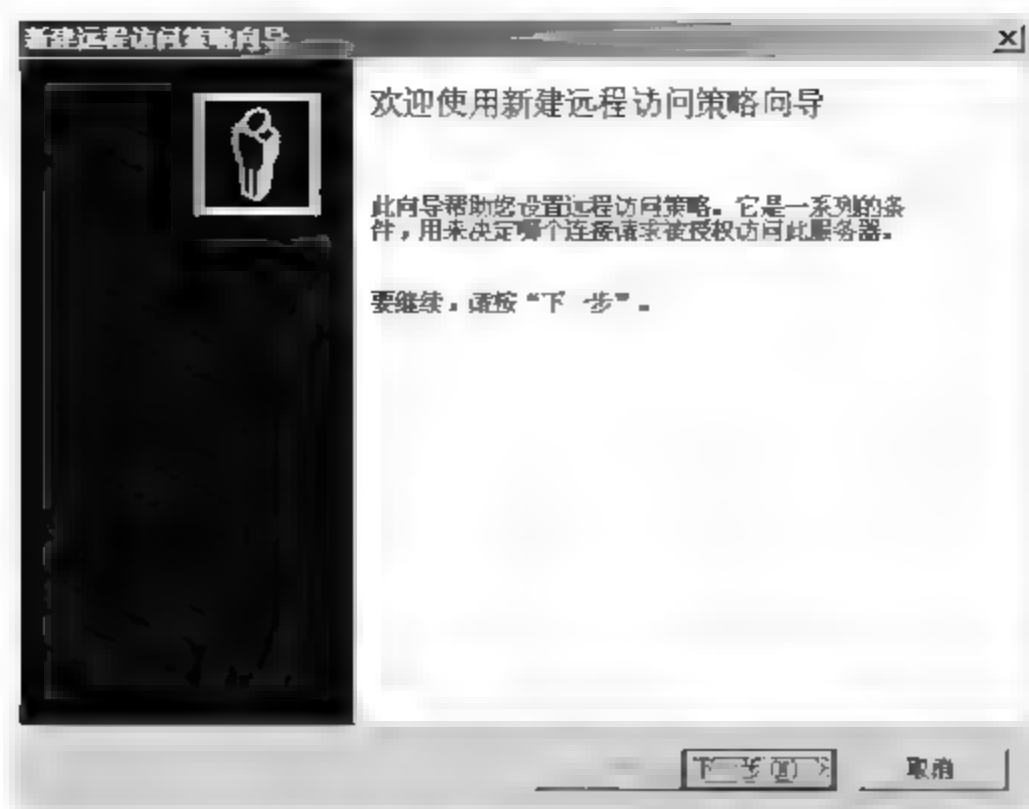 新建远程访问策略向导
欢迎使用新建远程访问策略向导
此向导帮助您设置远程访问策略。它是一系列的条
件，用来决定哪个连接请求被授权访问此服务器。
要继续，请按“下一步”。
下一步(N) >
取消